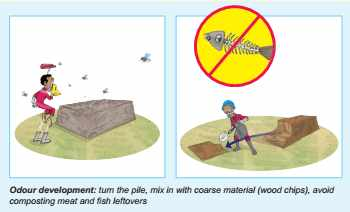 Odour development: turn the pile, mix in with coarse material (wood chips), avoid
composting meat and fish leftovers